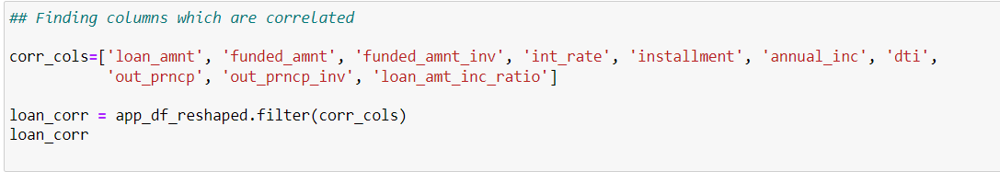 ## Finding columns which are correlated
corr_cols=['loan_amnt', 'funded_amnt', 'funded_amnt_inv', 'int_rate', 'installment', 'annual_inc', 'dti',
'out_prncp', 'out_prncp_inv', 'loan_amt_inc_ratio']
loan_corr = app_df_reshaped.filter(corr_cols)
loan_corr